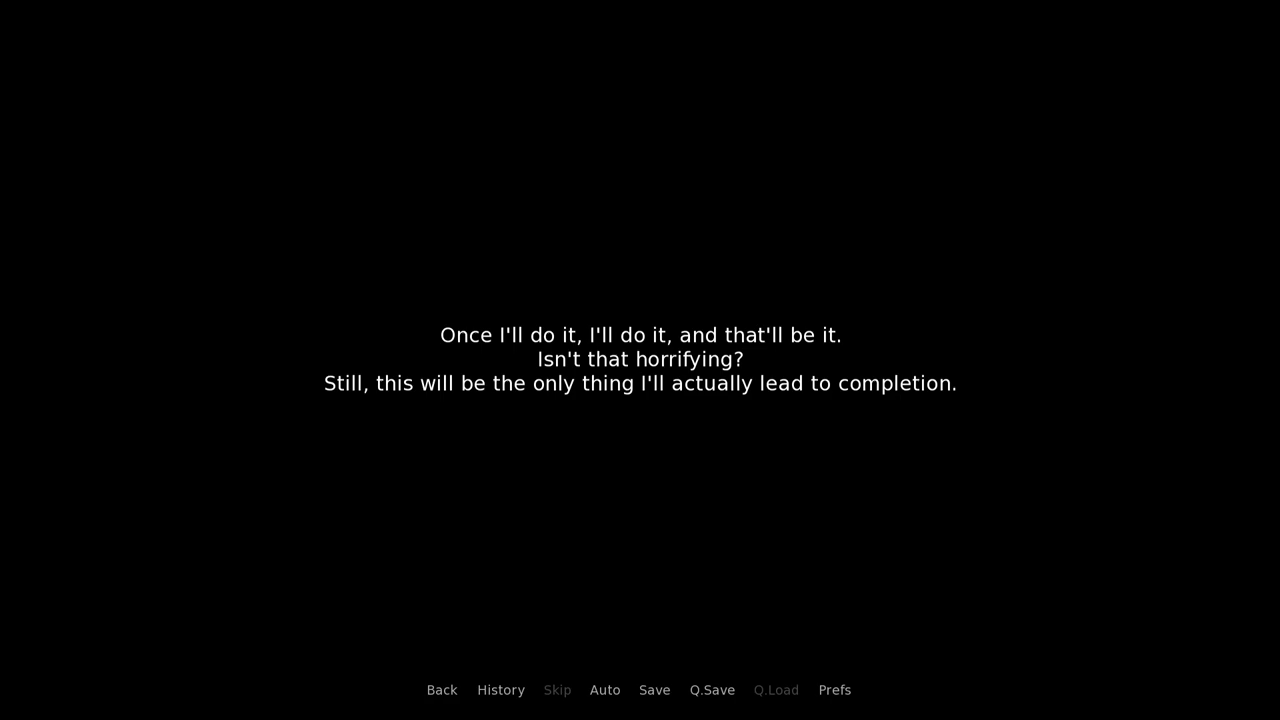 Once I'll do it, I'll do it, and that'll be it.
Isn't that horrifying?
Still, this will be the only thing I'll actually lead to completion.
Back History Skip Auto Save Q.Save Q.Load Prefs